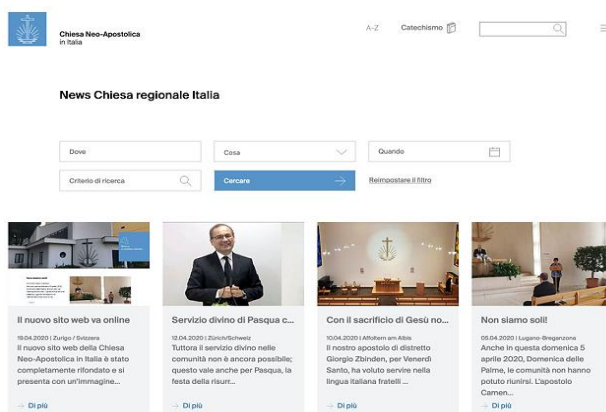 Chiesa Neo-Apostolica
in Italia
A–Z
Catechismo
News Chiesa regionale Italia
Dove
Cosa
Quando
Criterio di ricerca
Cercare
Reimpostare il filtro
Il nuovo sito web va online
19.04.2020 | Zurigo / Svizzera
Il nuovo sito web della Chiesa
Neo-Apostolica in Italia è stato
completamente rifondato e si
presenta con un'immagine...
→ Di più
Servizio divino di Pasqua c...
12.04.2020 | Zürich/Schweiz
Tuttora il servizio divino nelle
comunità non è ancora possibile;
questo vale anche per Pasqua, la
festa della risurr...
→ Di più
Con il sacrificio di Gesù no...
10.04.2020 | Affoltern am Albis
Il nostro apostolo di distretto
Giorgio Zbinden, per Venerdì
Santo, ha voluto servire nella
lingua italiana fratelli ...
→ Di più
Non siamo soli!
05.04.2020 | Lugano-Breganzona
Anche in questa domenica 5
aprile 2020, Domenica delle
Palme, le comunità non hanno
potuto riunirsi. L'apostolo
Camen...
→ Di più